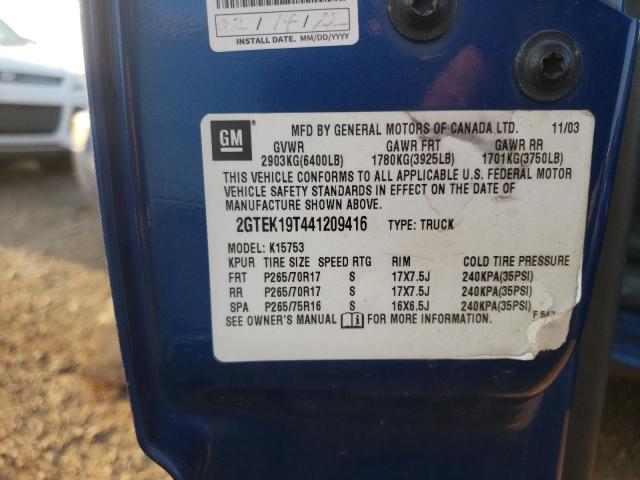 02/14/22
INSTALL DATE. MM/DD/YYYY
GM ® MFD BY GENERAL MOTORS OF CANADA LTD. 11/03
GVWR GAWR FRT GAWR RR
2903KG(6400LB) 1780KG(3925LB) 1701KG(3750LB)
THIS VEHICLE CONFORMS TO ALL APPLICABLE U.S. FEDERAL MOTOR
VEHICLE SAFETY STANDARDS IN EFFECT ON THE DATE OF
MANUFACTURE SHOWN ABOVE.
2GTEK19T441209416 TYPE: TRUCK
MODEL: K15753
KPUR TIRE SIZE SPEED RTG RIM COLD TIRE PRESSURE
FRT P265/70R17 S 17X7.5J 240KPA(35PSI)
RR P265/70R17 S 17X7.5J 240KPA(35PSI)
SPA P265/75R16 S 16X6.5J 240KPA(35PSI)
SEE OWNER'S MANUAL FOR MORE INFORMATION.